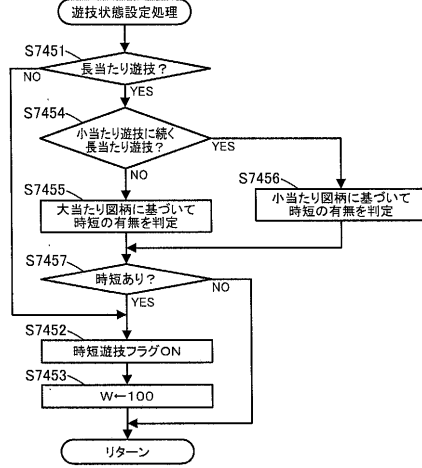 遊技状態設定処理
S7451
長当たり遊技？
NO
YES
S7454
小当たり遊技に続く
長当たり遊技？
YES
NO
S7455
大当たり図柄に基づいて
時短の有無を判定
S7456
小当たり図柄に基づいて
時短の有無を判定
S7457
時短あり？
NO
YES
S7452
時短遊技フラグON
S7453
W←100
リターン